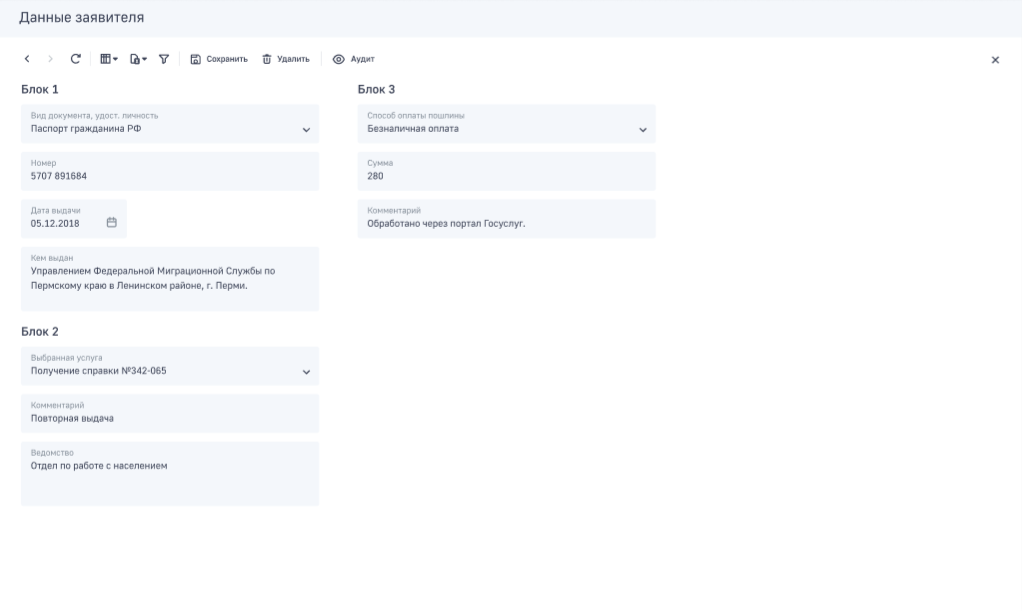 Данные заявителя
Сохранить Удалить Аудит
Блок 1
Вид документа, удост. личность
Паспорт гражданина РФ
Номер
5707 891684
Дата выдачи
05.12.2018
Кем выдан
Управлением Федеральной Миграционной Службы по
Пермскому краю в Ленинском районе, г. Перми.
Блок 2
Выбранная услуга
Получение справки №342-065
Комментарий
Повторная выдача
Ведомство
Отдел по работе с населением
Блок 3
Способ оплаты пошлины
Безналичная оплата
Сумма
280
Комментарий
Обработано через портал Госуслуг.